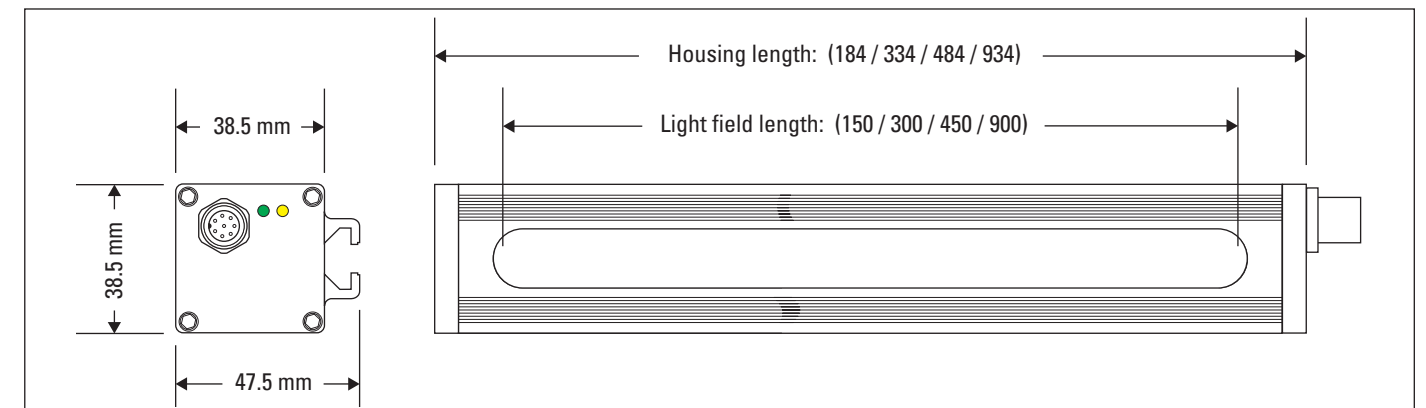 Housing length: (184 / 334 / 484 / 934)
38.5 mm
Light field length: (150 / 300 / 450 / 900)
38.5 mm
47.5 mm